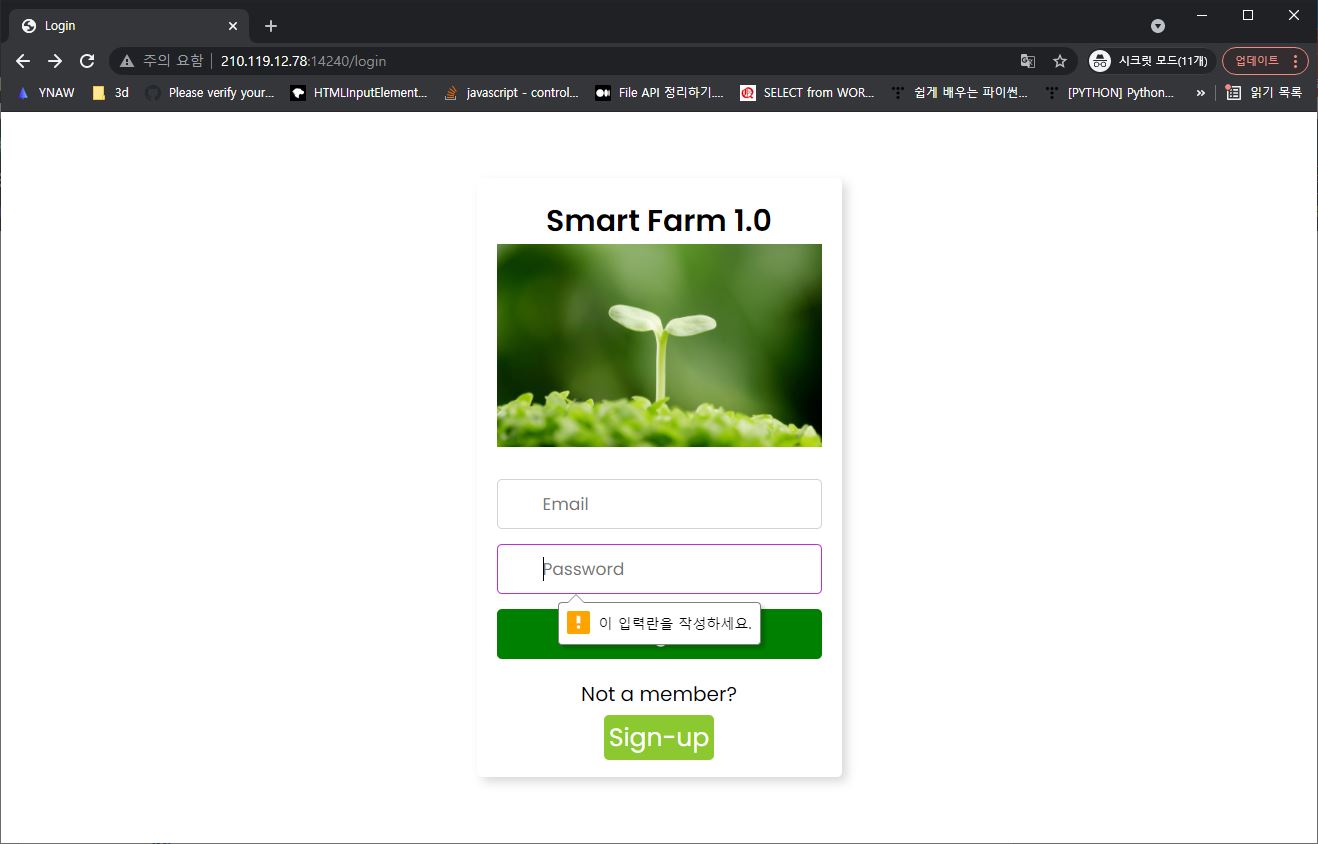 Login
주의 요함 210.119.12.78:14240/login 시크릿 모드(11개) 업데이트
YNAW 3d Please verify your... HTMLInputElement... javascript - control... File API 정리하기.... SELECT from WOR... 쉽게 배우는 파이썬... [PYTHON] Python... » 읽기 목록
Smart Farm 1.0
Email
Password
이 입력란을 작성하세요.
Not a member?
Sign-up